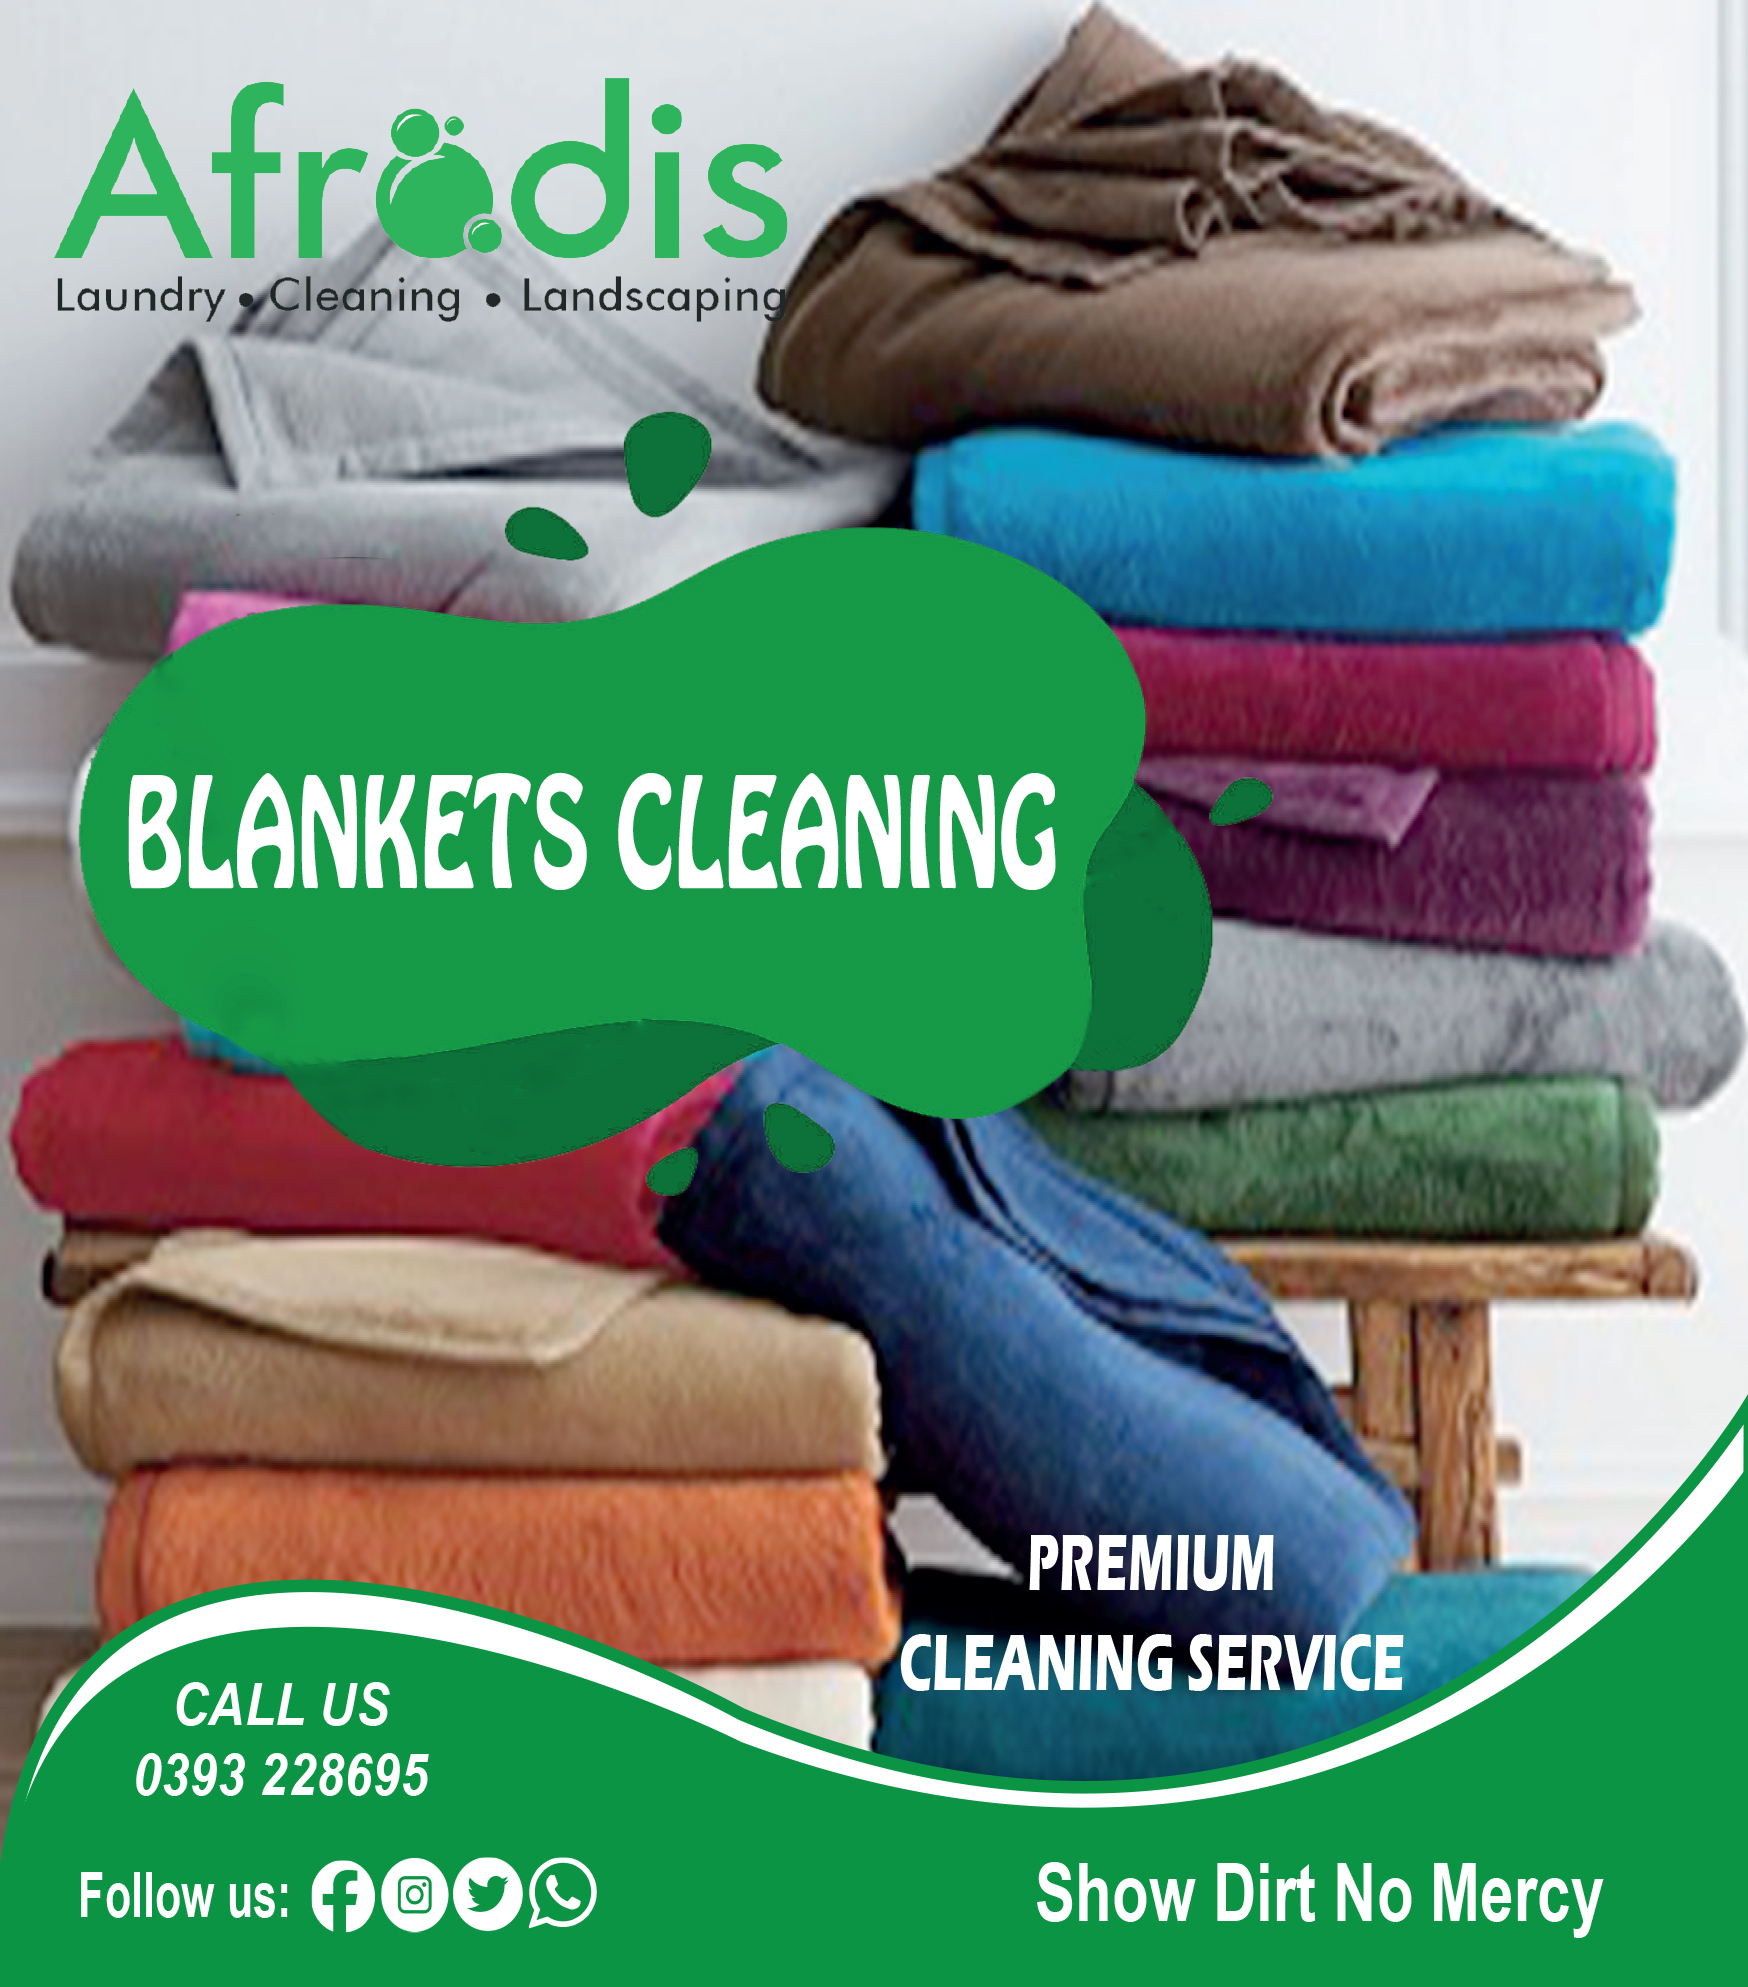 Afrodis
Laundry • Cleaning • Landscaping
BLANKETS CLEANING
PREMIUM
CLEANING SERVICE
CALL US
0393 228695
Follow us:
Show Dirt No Mercy